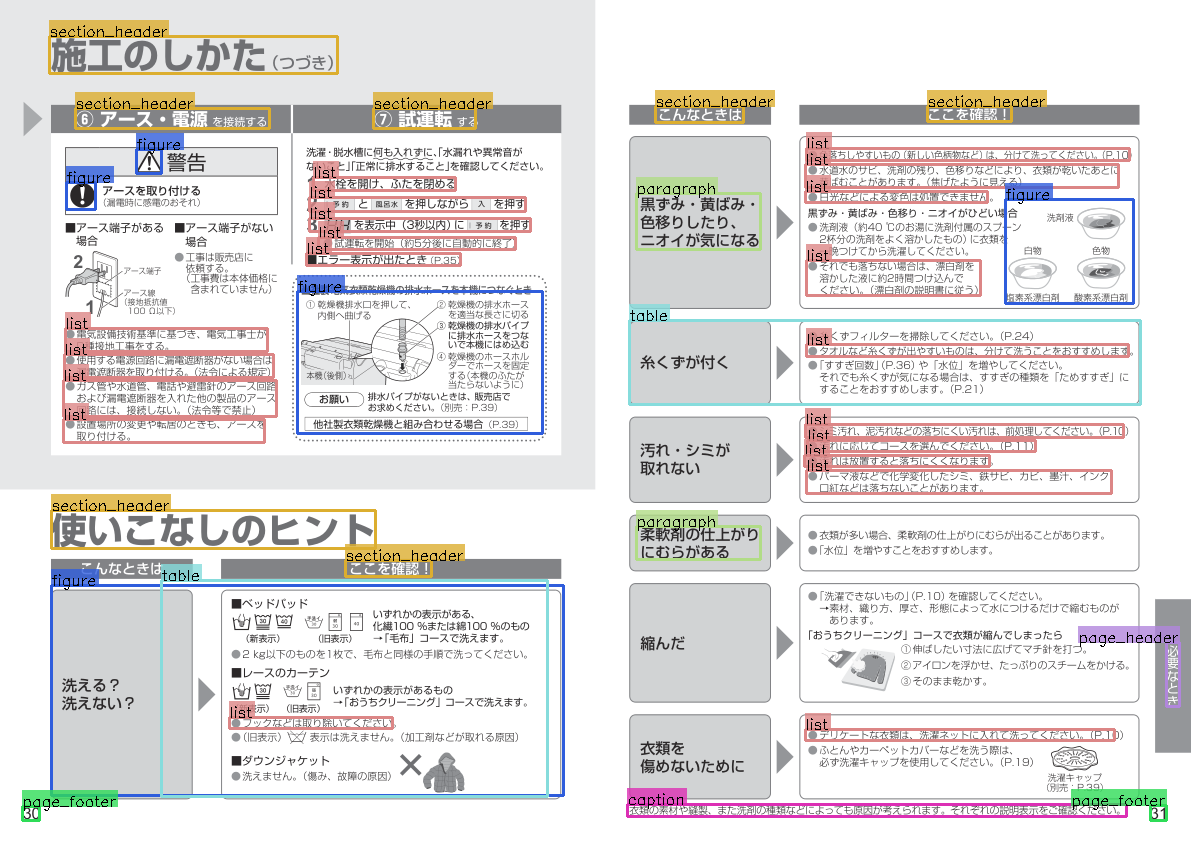 section_header
施工のしかた（つづき）
section_header
⑥ アース・電源 を接続する
section_header
⑦ 試運転 する
figure
警告
figure
アースを取り付ける
（漏電時に感電のおそれ）
■アース端子がある
場合
2
アース端子
アース線
（接地抵抗値
100 Ω以下）
1
■アース端子がない
場合
●工事は販売店に
依頼する。
（工事費は本体価格に
含まれていません）
list
●電気設備技術基準に基づき、電気工事士が
種接地工事をする。
list
●使用する電源回路に漏電遮断器がない場合は
電遮断器を取り付ける。（法令による規定）
list
●ガス管や水道管、電話や避雷針のアース回路
および漏電遮断器を入れた他の製品のアース
路には、接続しない。（法令等で禁止）
list
●設置場所の変更や転居のときも、アースを
取り付ける。
洗濯・脱水槽に何も入れずに、「水漏れや異常音が
ないこと」「正常に排水すること」を確認してください。
list
栓を開け、ふたを閉める
list
予約 と 風呂水 を押しながら 入 を押す
list
を表示中（3秒以内）に 予約 を押す
list
試運転を開始（約5分後に自動的に終了）
list
■エラー表示が出たとき（P.35）
figure
衣類乾燥機の排水ホースを本機につなぐとき
① 乾燥機排水口を押して、
内側へ曲げる
本機（後側）
② 乾燥機の排水ホース
を適当な長さに切る
③ 乾燥機の排水パイプ
に排水ホースをつな
いで本機にはめ込む
④ 乾燥機のホースホル
ダーでホースを固定
する（本機のふたが
当たらないように）
お願い
排水パイプがないときは、販売店で
お求めください。（別売：P.39）
他社製衣類乾燥機と組み合わせる場合（P.39）
section_header
使いこなしのヒント
こんなときは
section_header
ここを確認！
figure
table
洗える？
洗えない？
■ベッドパッド
（新表示）
（旧表示）
いずれかの表示がある、
化繊100 %または綿100 %のもの
→「毛布」コースで洗えます。
●2 kg以下のものを1枚で、毛布と同様の手順で洗ってください。
■レースのカーテン
（旧表示）
いずれかの表示があるもの
→「おうちクリーニング」コースで洗えます。
list
●フックなどは取り除いてください。
●（旧表示） 表示は洗えません。（加工剤などが取れる原因）
■ダウンジャケット
●洗えません。（傷み、故障の原因）
page_footer
30
section_header
こんなときは
section_header
ここを確認！
paragraph
黒ずみ・黄ばみ・
色移りしたり、
ニオイが気になる
list
落ちしやすいもの（新しい色柄物など）は、分けて洗ってください。（P.10）
list
●水道水のサビ、洗剤の残り、色移りなどにより、衣類が乾いたあとに
ばむことがあります。（焦げたように見える）
list
●日光などによる変色は処置できません。
黒ずみ・黄ばみ・色移り・ニオイがひどい場合
●洗剤液（約40 ℃のお湯に洗剤付属のスプーン
2杯分の洗剤をよく溶かしたもの）に衣類を
晩つけてから洗濯してください。
list
●それでも落ちない場合は、漂白剤を
溶かした液に約2時間つけ込んで
ください。（漂白剤の説明書に従う）
figure
洗剤液
白物
色物
塩素系漂白剤
酸素系漂白剤
table
糸くずが付く
list
くずフィルターを掃除してください。（P.24）
●タオルなど糸くずが出やすいものは、分けて洗うことをおすすめします。
●「すすぎ回数」（P.36）や「水位」を増やしてください。
それでも糸くずが気になる場合は、すすぎの種類を「ためすすぎ」に
することをおすすめします。（P.21）
汚れ・シミが
取れない
list
ミ汚れ、泥汚れなどの落ちにくい汚れは、前処理してください。（P.10）
list
れに応じてコースを選んでください。（P.11）
list
れは放置すると落ちにくくなります。
list
●パーマ液などで化学変化したシミ、鉄サビ、カビ、墨汁、インク
口紅などは落ちないことがあります。
paragraph
柔軟剤の仕上がり
にむらがある
●衣類が多い場合、柔軟剤の仕上がりにむらが出ることがあります。
●「水位」を増やすことをおすすめします。
縮んだ
●「洗濯できないもの」（P.10）を確認してください。
→素材、織り方、厚さ、形態によって水につけるだけで縮むものが
あります。
「おうちクリーニング」コースで衣類が縮んでしまったら
① 伸ばしたい寸法に広げてマチ針を打つ。
② アイロンを浮かせ、たっぷりのスチームをかける。
③ そのまま乾かす。
page_header
必要なとき
衣類を
傷めないために
list
●デリケートな衣類は、洗濯ネットに入れて洗ってください。（P.10）
●ふとんやカーペットカバーなどを洗う際は、
必ず洗濯キャップを使用してください。（P.19）
洗濯キャップ
（別売：P.39）
caption
衣類の素材や縫製、また洗剤の種類などによっても原因が考えられます。それぞれの説明表示をご確認ください。
page_footer
31